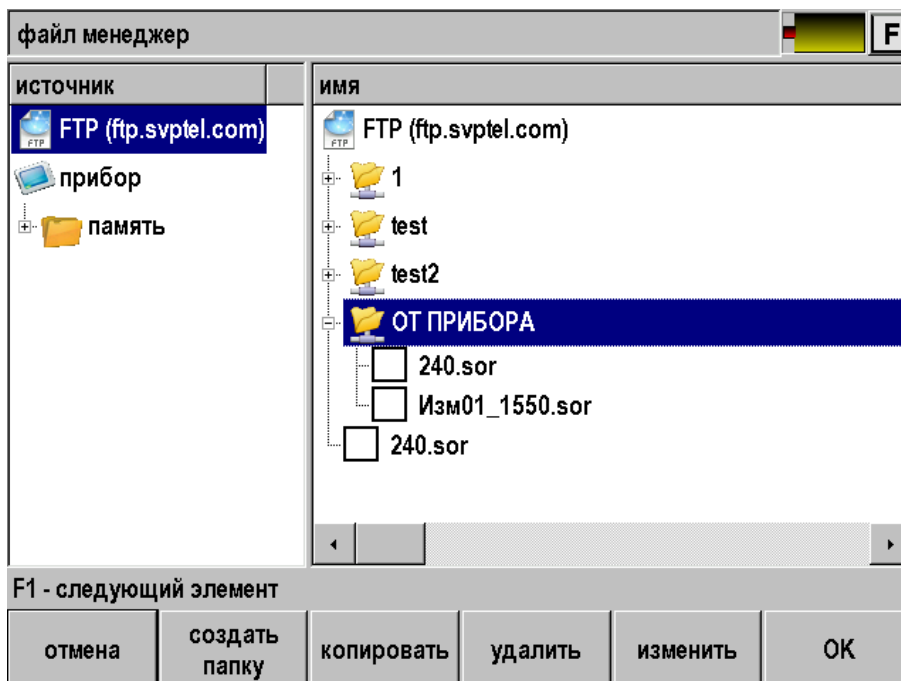 файл менеджер
F
источник
имя
FTP (ftp.svptel.com)
прибор
память
FTP (ftp.svptel.com)
1
test
test2
ОТ ПРИБОРА
240.sor
Изм01_1550.sor
240.sor
F1 - следующий элемент
отмена
создать
папку
копировать
удалить
изменить
OK
FTP
FTP